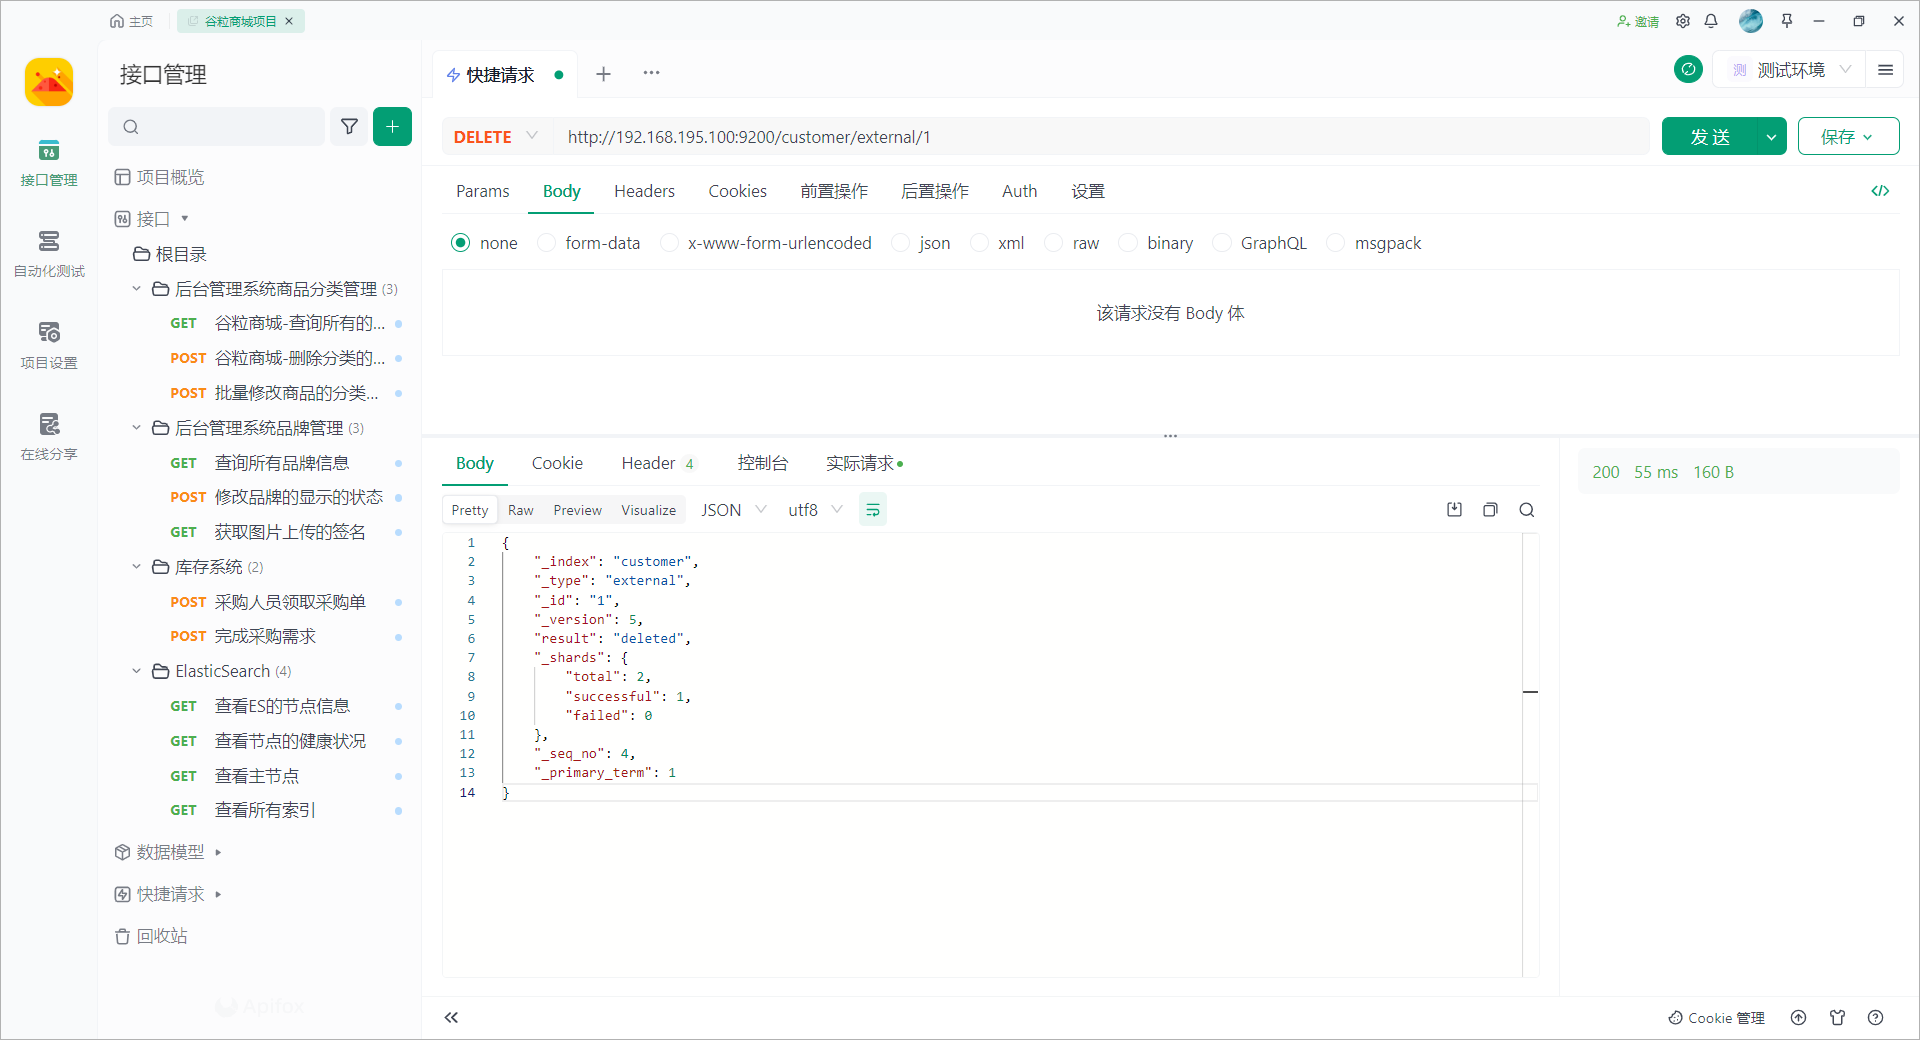 主页
谷粒商城项目
邀请
接口管理
自动化测试
项目设置
在线分享
接口管理
项目概览
接口
根目录
后台管理系统商品分类管理 (3)
GET 谷粒商城-查询所有的...
POST 谷粒商城-删除分类的...
POST 批量修改商品的分类...
后台管理系统品牌管理 (3)
GET 查询所有品牌信息
POST 修改品牌的显示的状态
GET 获取图片上传的签名
库存系统 (2)
POST 采购人员领取采购单
POST 完成采购需求
ElasticSearch (4)
GET 查看ES的节点信息
GET 查看节点的健康状况
GET 查看主节点
GET 查看所有索引
数据模型
快捷请求
回收站
Apifox
快捷请求
测 测试环境
DELETE http://192.168.195.100:9200/customer/external/1
发 送
保存
Params Body Headers Cookies 前置操作 后置操作 Auth 设置
none form-data x-www-form-urlencoded json xml raw binary GraphQL msgpack
该请求没有 Body 体
Body Cookie Header 4 控制台 实际请求
200 55 ms 160 B
Pretty Raw Preview Visualize JSON utf8
1 {
2 "_index": "customer",
3 "_type": "external",
4 "_id": "1",
5 "_version": 5,
6 "result": "deleted",
7 "_shards": {
8 "total": 2,
9 "successful": 1,
10 "failed": 0
11 },
12 "_seq_no": 4,
13 "_primary_term": 1
14 }
Cookie 管理